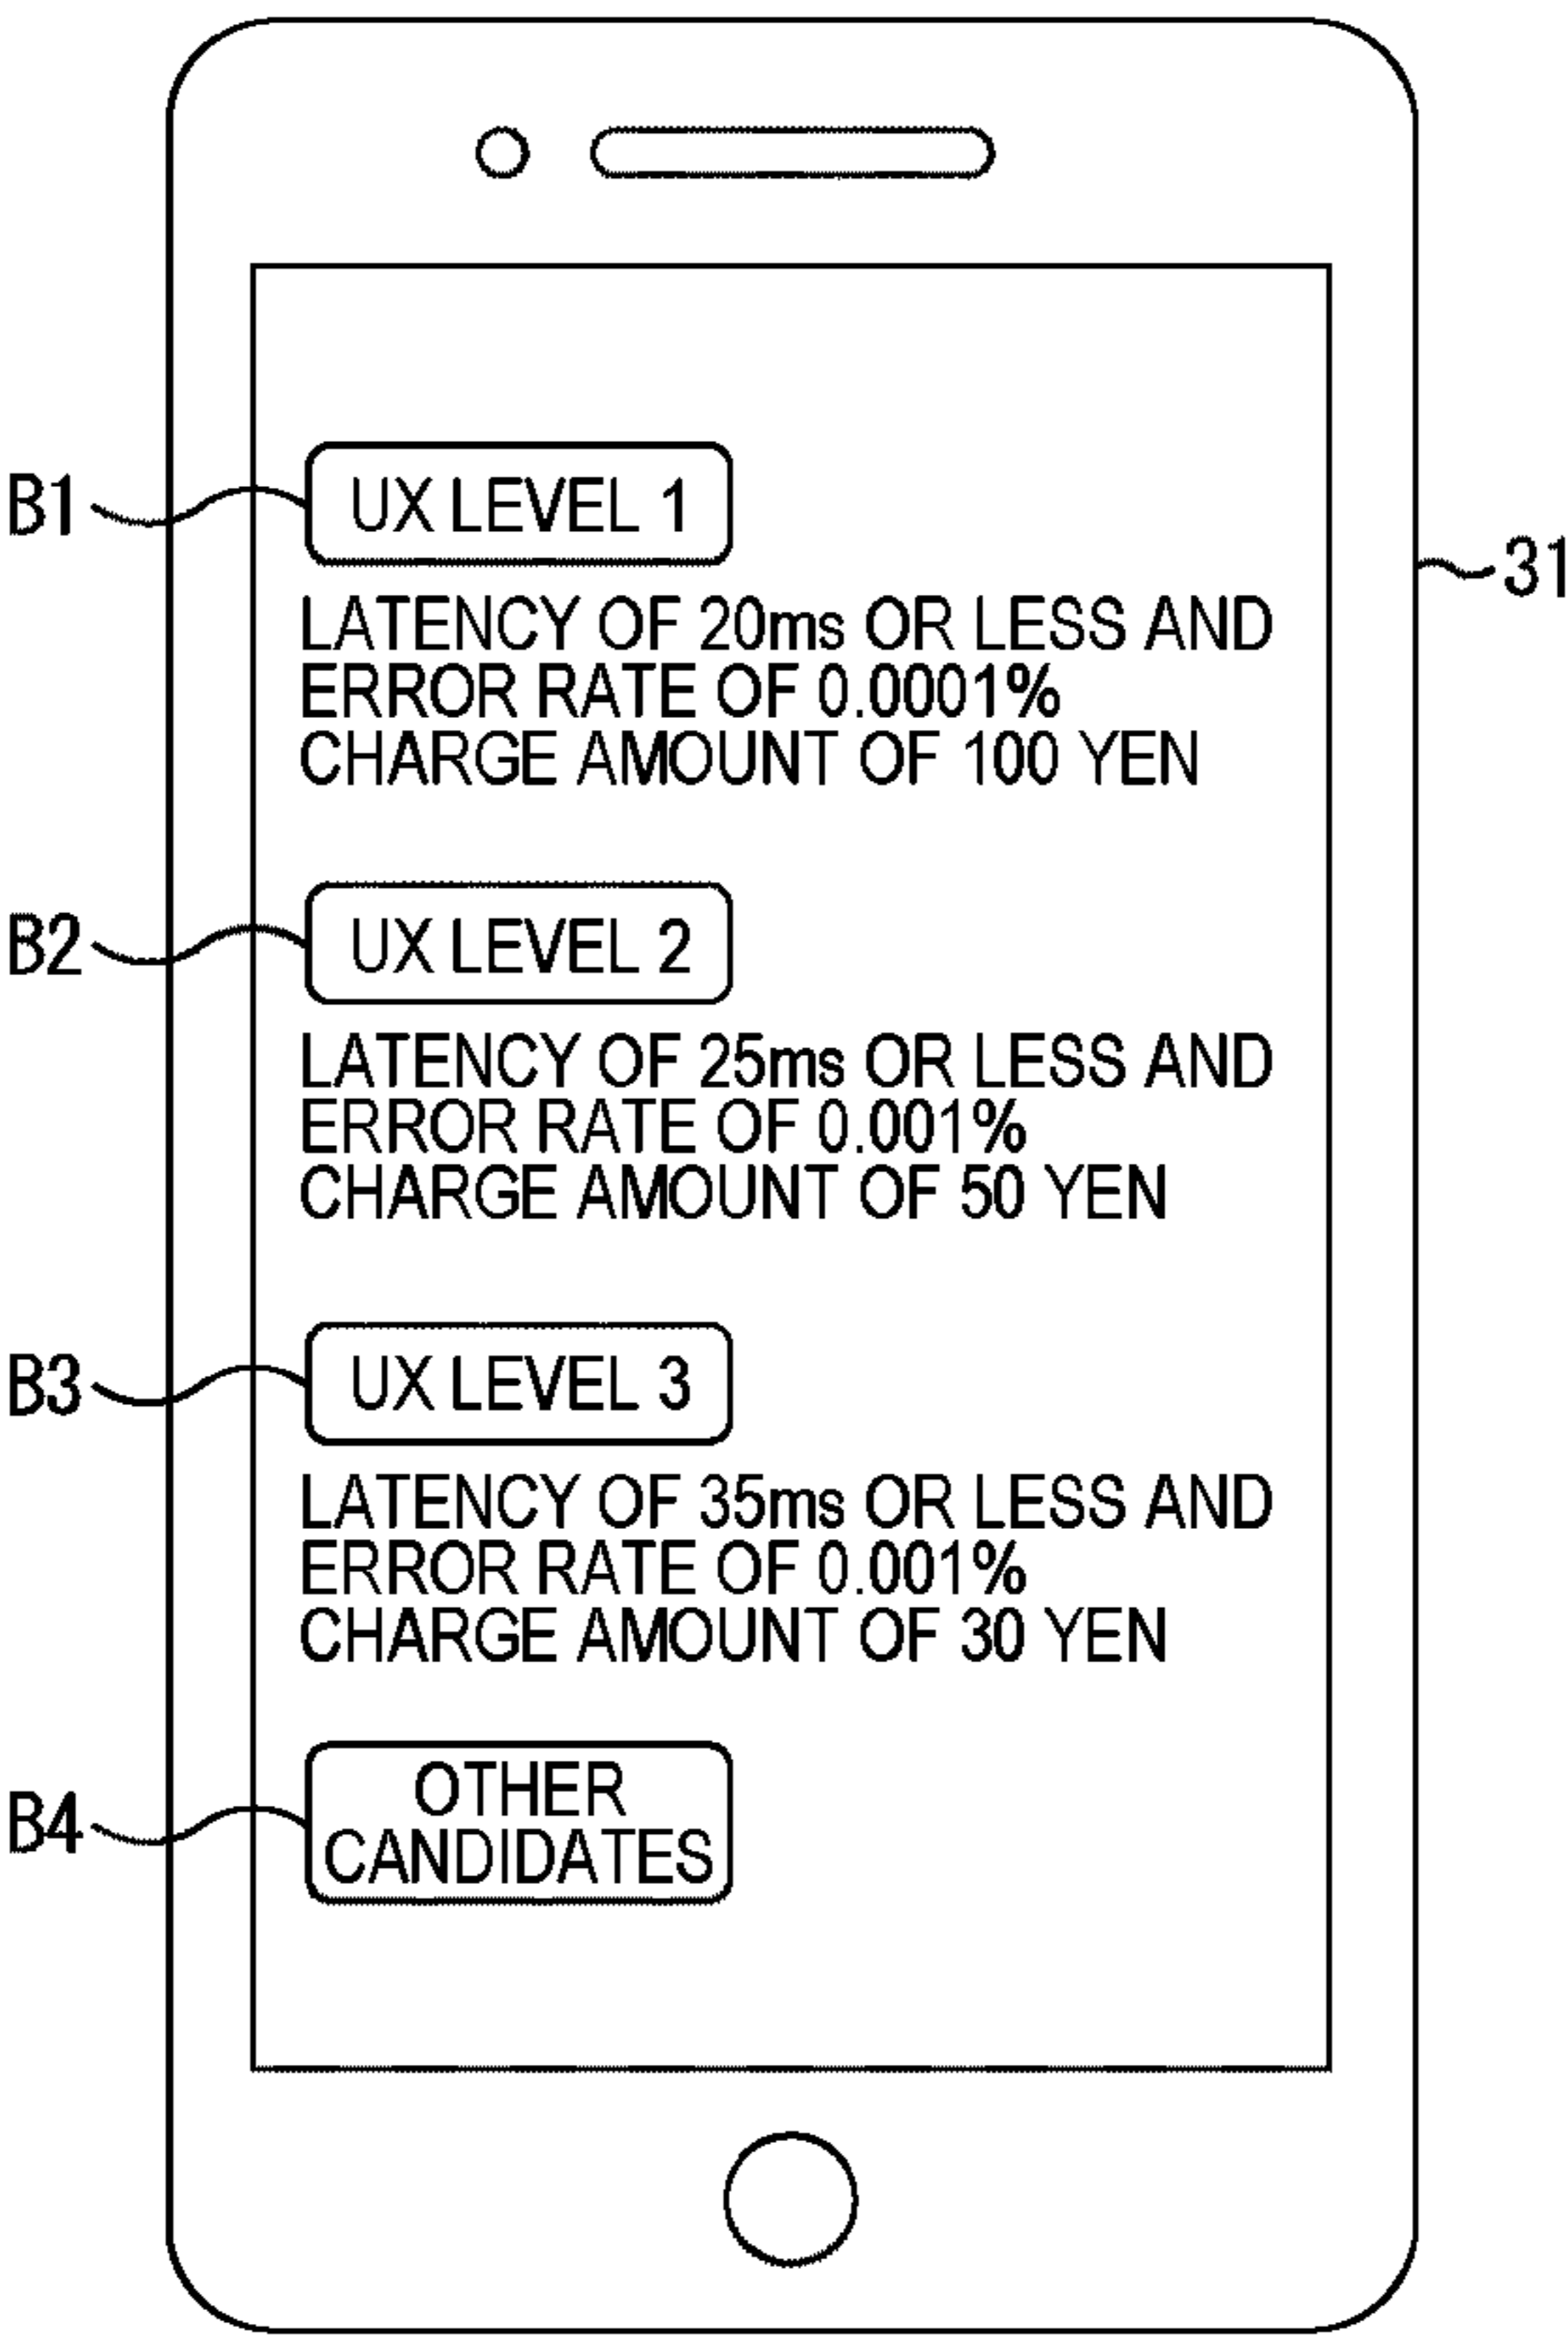 B1
UX LEVEL 1
31
LATENCY OF 20ms OR LESS AND
ERROR RATE OF 0.0001%
CHARGE AMOUNT OF 100 YEN
B2
UX LEVEL 2
LATENCY OF 25ms OR LESS AND
ERROR RATE OF 0.001%
CHARGE AMOUNT OF 50 YEN
B3
UX LEVEL 3
LATENCY OF 35ms OR LESS AND
ERROR RATE OF 0.001%
CHARGE AMOUNT OF 30 YEN
B4
OTHER
CANDIDATES